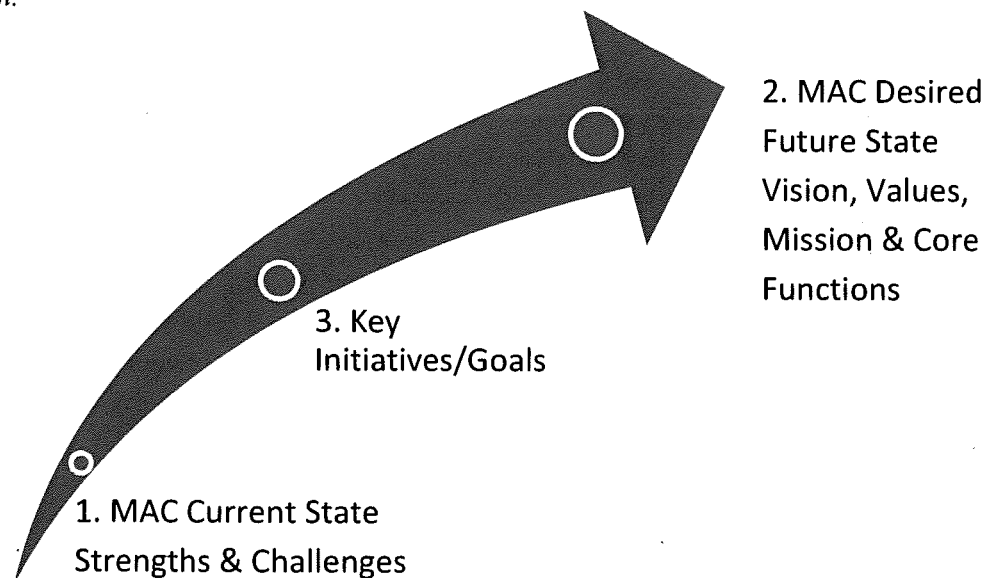 2. MAC Desired
Future State
Vision, Values,
Mission & Core
Functions
3. Key
Initiatives/Goals
1. MAC Current State
Strengths & Challenges